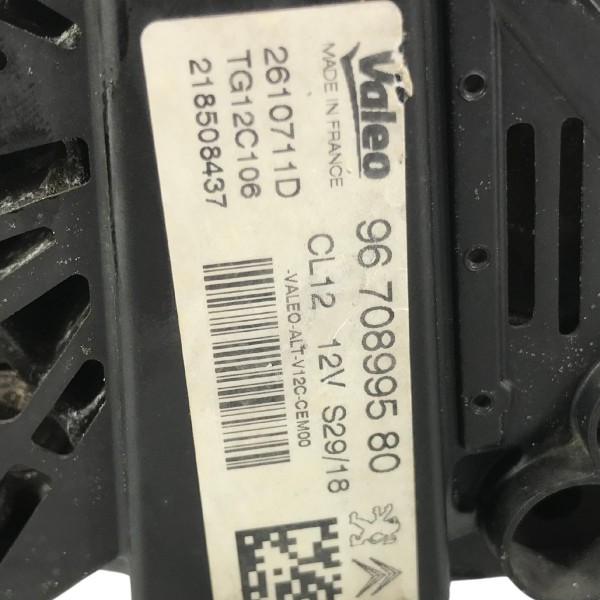 Valeo
MADE IN FRANCE
96 708995 80
CL12 12V S29/18
2610711D
TG12C106
218508437
-VALEO-ALT-V12C-CEM00